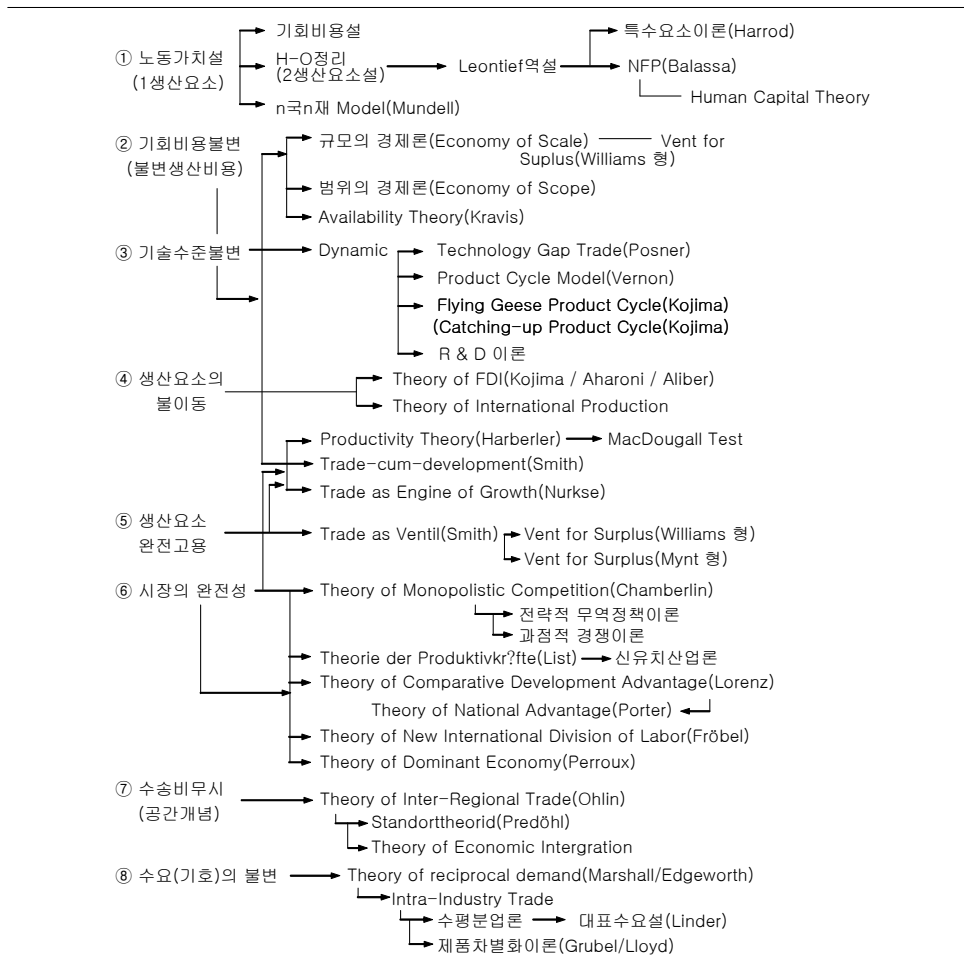 기회비용설
특수요소이론(Harrod)
① 노동가치설
(1생산요소)
H-O정리
(2생산요소설)
Leontief역설
NFP(Balassa)
Human Capital Theory
n국n재 Model(Mundell)
② 기회비용불변
(불변생산비용)
규모의 경제론(Economy of Scale)
Vent for
Suplus(Williams 형)
범위의 경제론(Economy of Scope)
Availability Theory(Kravis)
③ 기술수준불변
Dynamic
Technology Gap Trade(Posner)
Product Cycle Model(Vernon)
Flying Geese Product Cycle(Kojima)
(Catching-up Product Cycle(Kojima)
R & D 이론
④ 생산요소의
불이동
Theory of FDI(Kojima / Aharoni / Aliber)
Theory of International Production
Productivity Theory(Harberler)
MacDougall Test
Trade-cum-development(Smith)
Trade as Engine of Growth(Nurkse)
⑤ 생산요소
완전고용
Trade as Ventil(Smith)
Vent for Surplus(Williams 형)
Vent for Surplus(Mynt 형)
⑥ 시장의 완전성
Theory of Monopolistic Competition(Chamberlin)
전략적 무역정책이론
과점적 경쟁이론
Theorie der Produktivkr?fte(List)
신유치산업론
Theory of Comparative Development Advantage(Lorenz)
Theory of National Advantage(Porter)
Theory of New International Division of Labor(Fröbel)
Theory of Dominant Economy(Perroux)
⑦ 수송비무시
(공간개념)
Theory of Inter-Regional Trade(Ohlin)
Standorttheorid(Predöhl)
Theory of Economic Intergration
⑧ 수요(기호)의 불변
Theory of reciprocal demand(Marshall/Edgeworth)
Intra-Industry Trade
수평분업론
대표수요설(Linder)
제품차별화이론(Grubel/Lloyd)